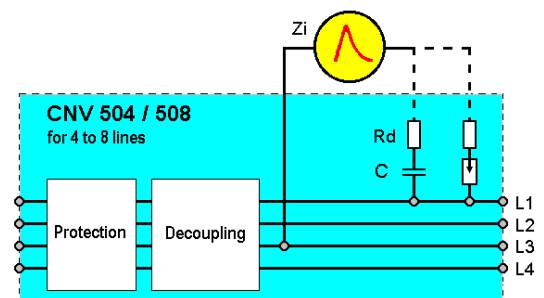 Zi
CNV 504 / 508
for 4 to 8 lines
Rd
C
L1
Protection
Decoupling
L2
L3
L4